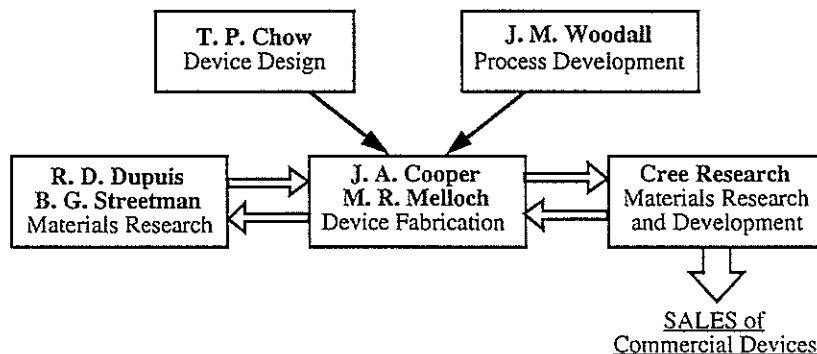 T. P. Chow
Device Design
J. M. Woodall
Process Development
R. D. Dupuis
B. G. Streetman
Materials Research
J. A. Cooper
M. R. Melloch
Device Fabrication
Cree Research
Materials Research
and Development
SALES of
Commercial Devices